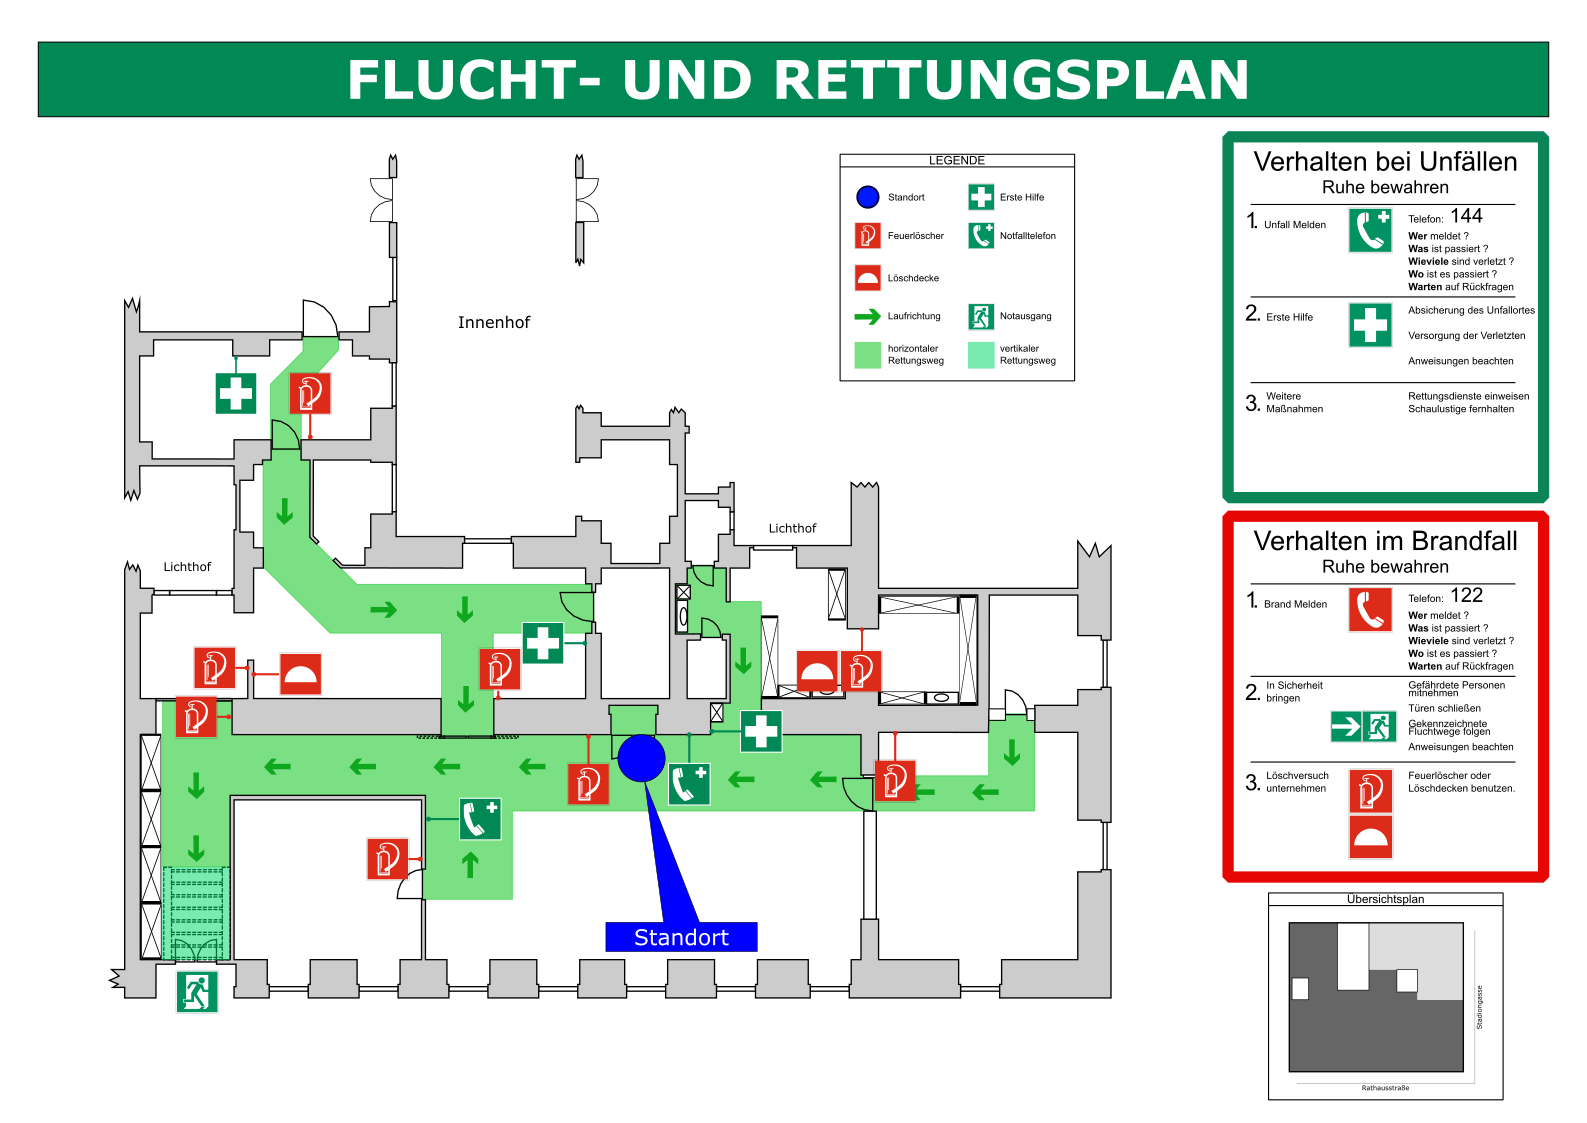 FLUCHT- UND RETTUNGSPLAN
LEGENDE
Standort
Erste Hilfe
Feuerlöscher
Notfalltelefon
Löschdecke
Laufrichtung
Notausgang
horizontaler
Rettungsweg
vertikaler
Rettungsweg
Innenhof
Lichthof
Lichthof
Standort
Verhalten bei Unfällen
Ruhe bewahren
1. Unfall Melden
Telefon: 144
Wer meldet ?
Was ist passiert ?
Wieviele sind verletzt ?
Wo ist es passiert ?
Warten auf Rückfragen
2. Erste Hilfe
Absicherung des Unfallortes
Versorgung der Verletzten
Anweisungen beachten
3. Weitere
Maßnahmen
Rettungsdienste einweisen
Schaulustige fernhalten
Verhalten im Brandfall
Ruhe bewahren
1. Brand Melden
Telefon: 122
Wer meldet ?
Was ist passiert ?
Wieviele sind verletzt ?
Wo ist es passiert ?
Warten auf Rückfragen
2. In Sicherheit
bringen
Gefährdete Personen
mitnehmen
Türen schließen
Gekennzeichnete
Fluchtwege folgen
Anweisungen beachten
3. Löschversuch
unternehmen
Feuerlöscher oder
Löschdecken benutzen.
Übersichtsplan
Stadiongasse
Rathausstraße